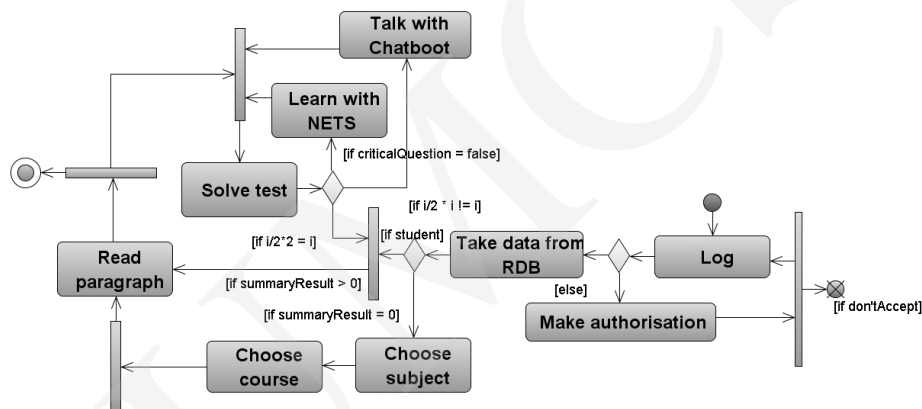 Talk with
Chatboot
Learn with
NETS
[if criticalQuestion = false]
Solve test
[if i/2 * i != i]
[if student]
[if i/2*2 = i]
Take data from
RDB
Log
Read
paragraph
[if summaryResult > 0]
[else]
[if don'tAccept]
[if summaryResult = 0]
Make authorisation
Choose
course
Choose
subject